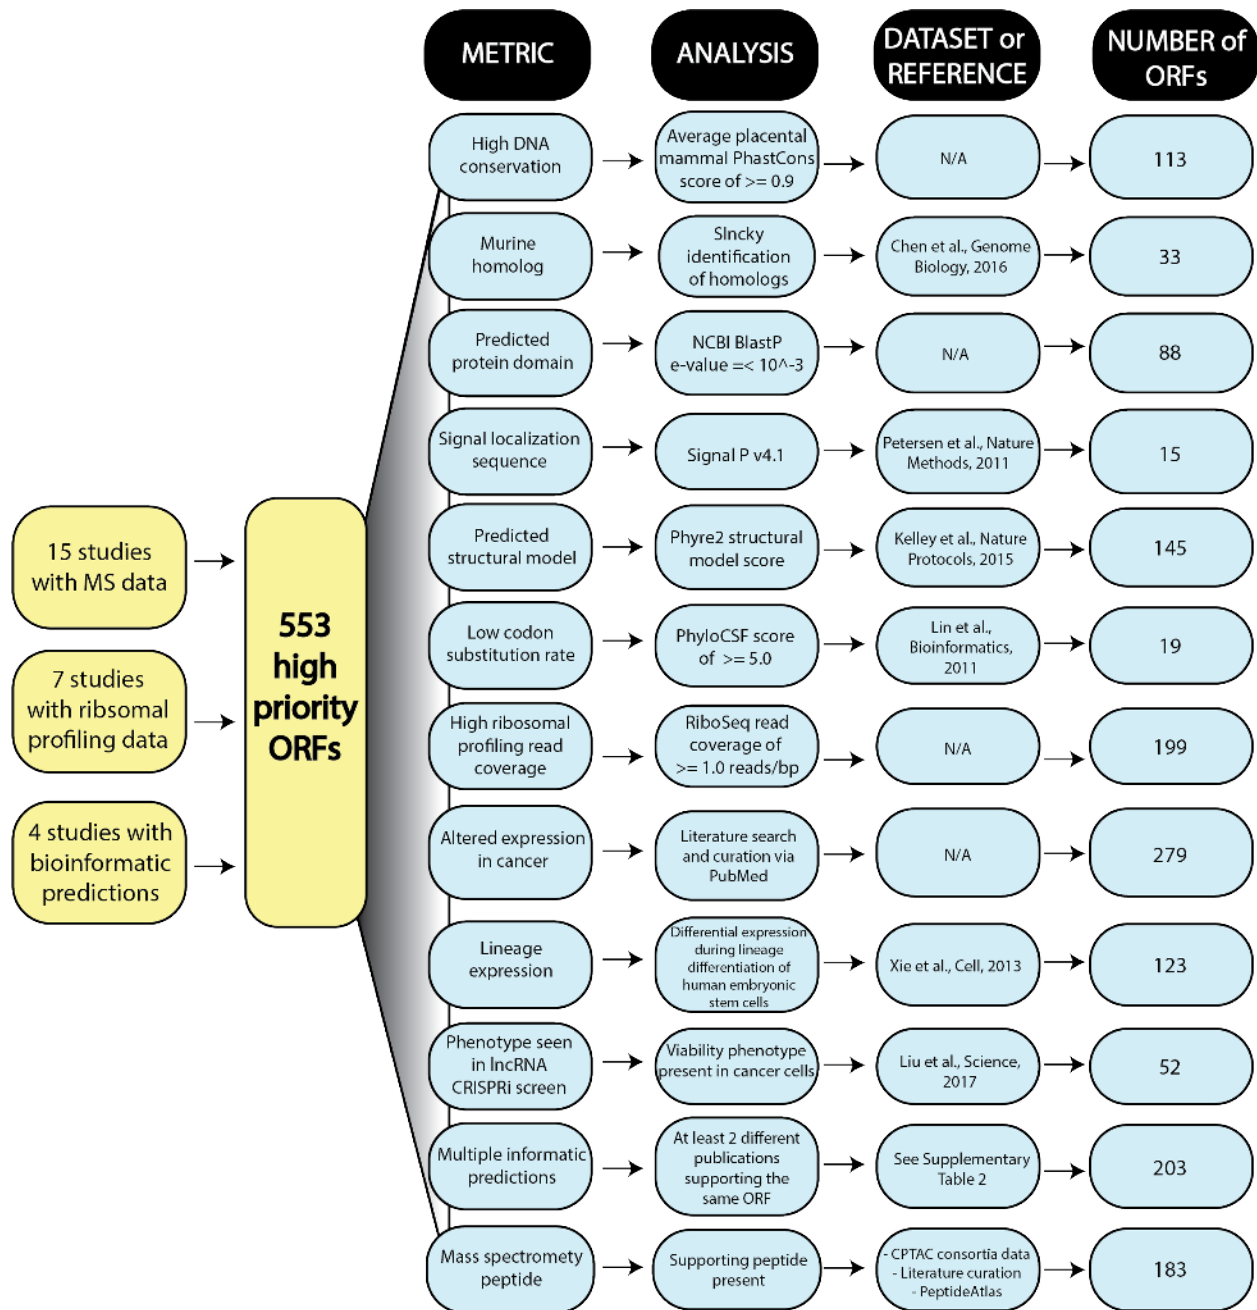 METRIC
ANALYSIS
DATASET or
REFERENCE
NUMBER of
ORFs
High DNA
conservation
Average placental
mammal PhastCons
score of >= 0.9
N/A
113
Murine
homolog
Slncky
identification
of homologs
Chen et al., Genome
Biology, 2016
33
Predicted
protein domain
NCBI BlastP
e-value =< 10^-3
N/A
88
Signal localization
sequence
Signal P v4.1
Petersen et al., Nature
Methods, 2011
15
Predicted
structural model
Phyre2 structural
model score
Kelley et al., Nature
Protocols, 2015
145
Low codon
substitution rate
PhyloCSF score
of >= 5.0
Lin et al.,
Bioinformatics,
2011
19
High ribosomal
profiling read
coverage
RiboSeq read
coverage of
>= 1.0 reads/bp
N/A
199
Altered expression
in cancer
Literature search
and curation via
PubMed
N/A
279
Lineage
expression
Differential expression
during lineage
differentiation of
human embryonic
stem cells
Xie et al., Cell, 2013
123
Phenotype seen
in lncRNA
CRISPRi screen
Viability phenotype
present in cancer cells
Liu et al., Science,
2017
52
Multiple informatic
predictions
At least 2 different
publications
supporting the
same ORF
See Supplementary
Table 2
203
Mass spectromety
peptide
Supporting peptide
present
- CPTAC consortia data
- Literature curation
- PeptideAtlas
183
15 studies
with MS data
7 studies
with ribsomal
profiling data
4 studies with
bioinformatic
predictions
553
high
priority
ORFs